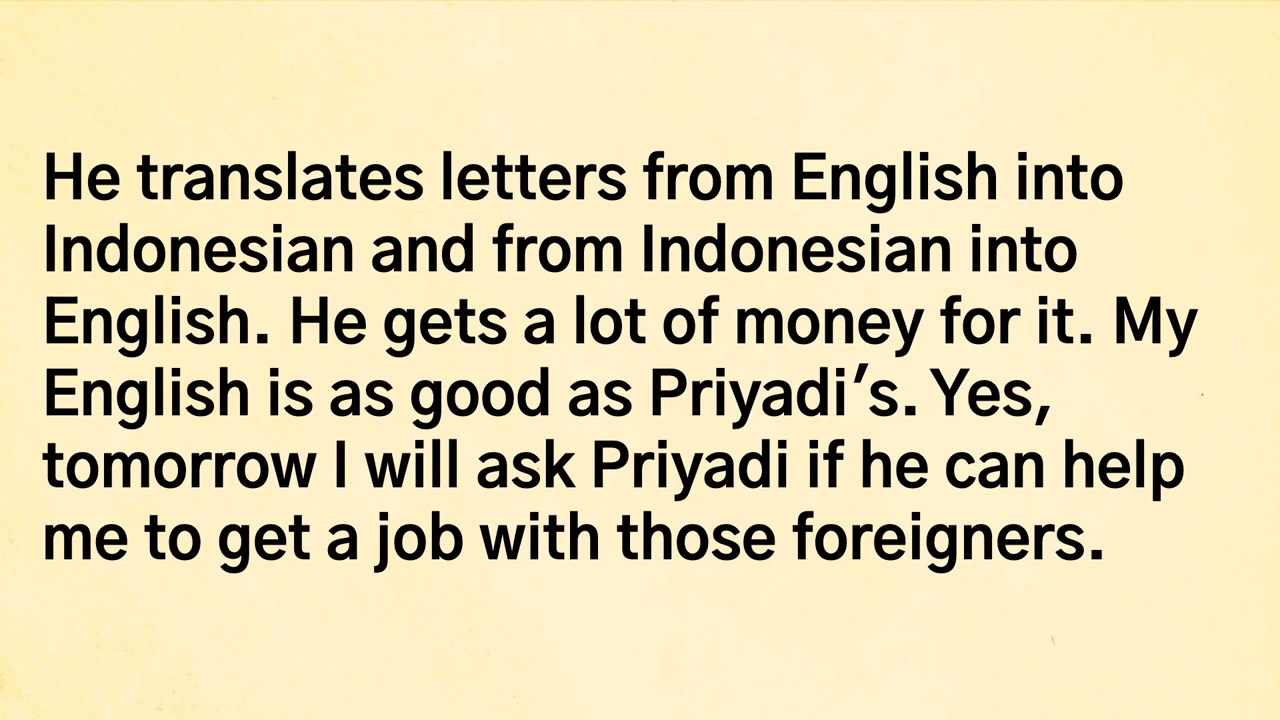 He translates letters from English into
Indonesian and from Indonesian into
English. He gets a lot of money for it. My
English is as good as Priyadi's. Yes,
tomorrow I will ask Priyadi if he can help
me to get a job with those foreigners.